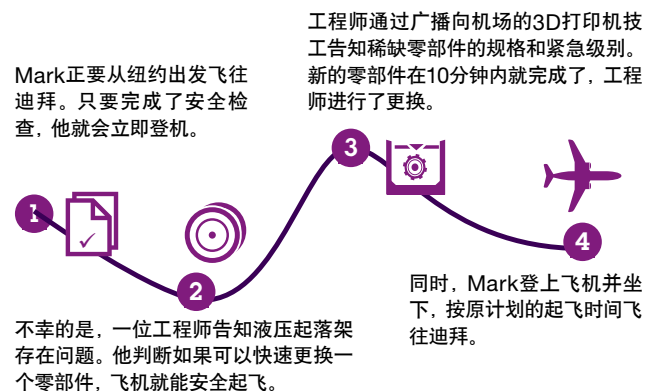 1
Mark正要从纽约出发飞往
迪拜。只要完成了安全检
查，他就会立即登机。
2
不幸的是，一位工程师告知液压起落架
存在问题。他判断如果可以快速更换一
个零部件，飞机就能安全起飞。
3
工程师通过广播向机场的3D打印机技
工告知稀缺零部件的规格和紧急级别。
新的零部件在10分钟内就完成了，工程
师进行了更换。
4
同时，Mark登上飞机并坐
下，按原计划的起飞时间飞
往迪拜。